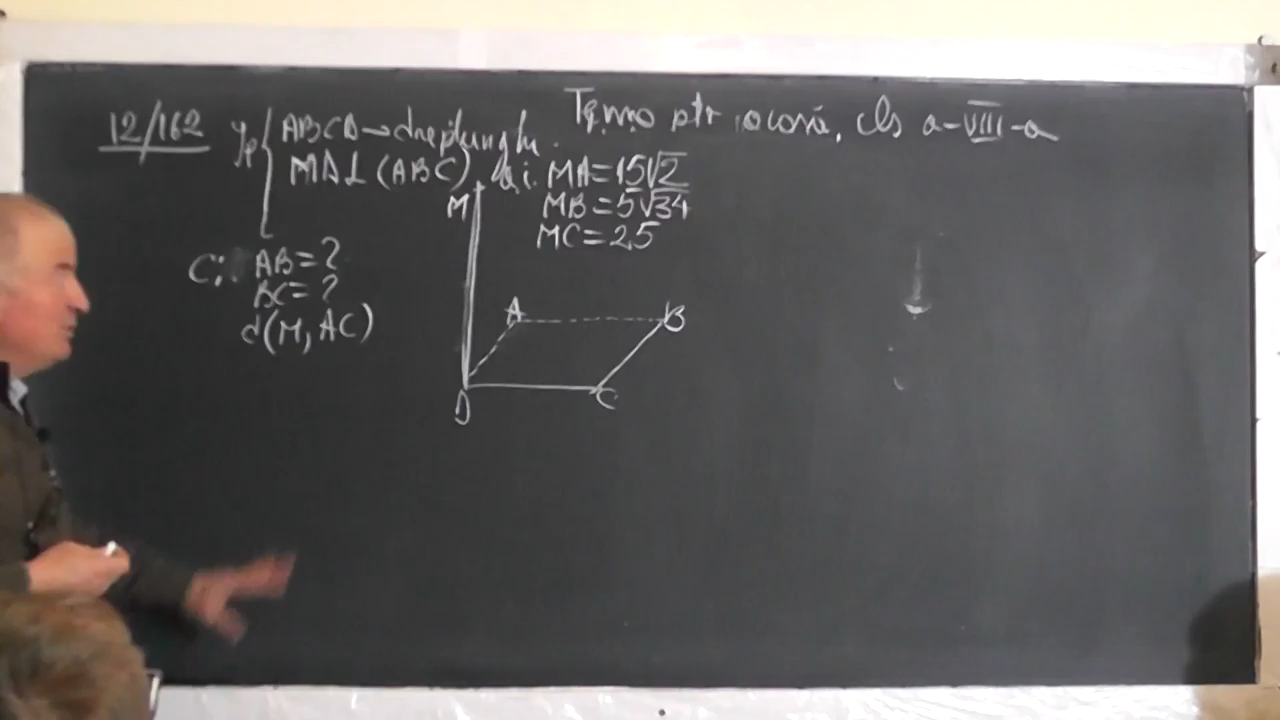 Temă ptr. acasă, cls a-VIII-a
12/162 Ip { ABCD → dreptunghi.
MD⊥(ABC), a.i. MA=15√2
MB=5√34
MC=25
C: AB=?
BC=?
d(M, AC)
M
A
B
D
C